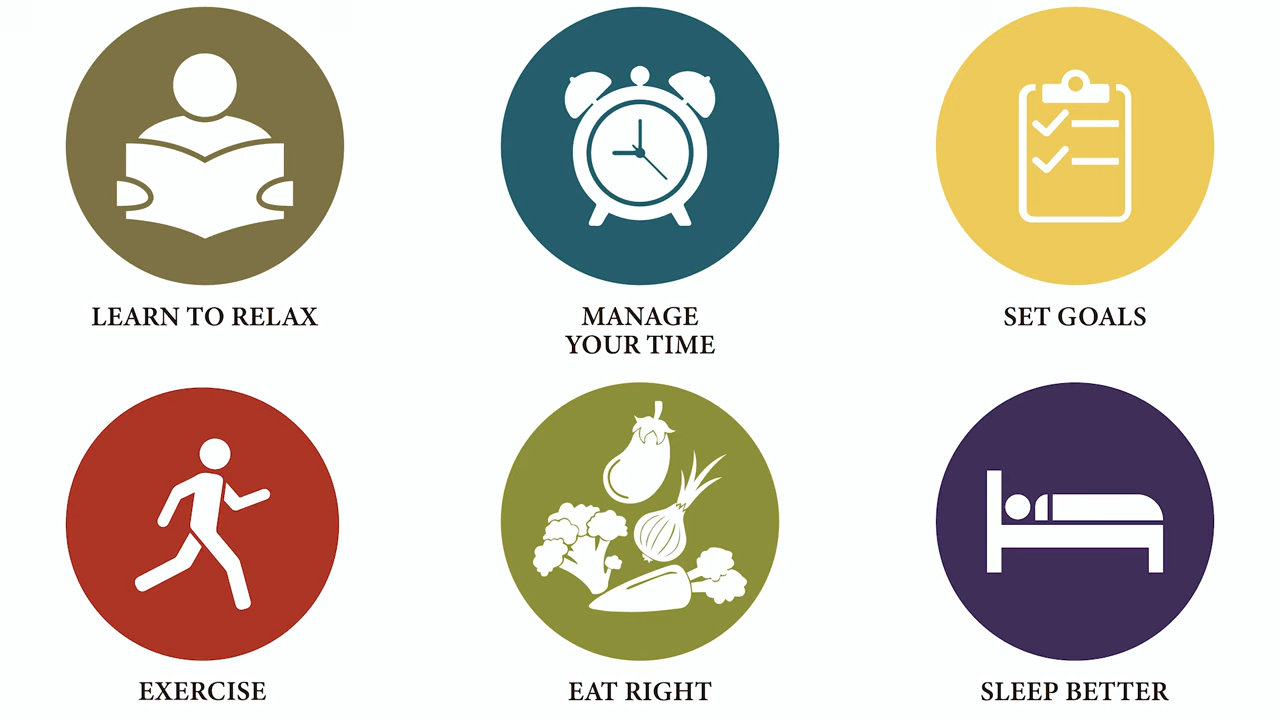 LEARN TO RELAX
MANAGE
YOUR TIME
SET GOALS
EXERCISE
EAT RIGHT
SLEEP BETTER